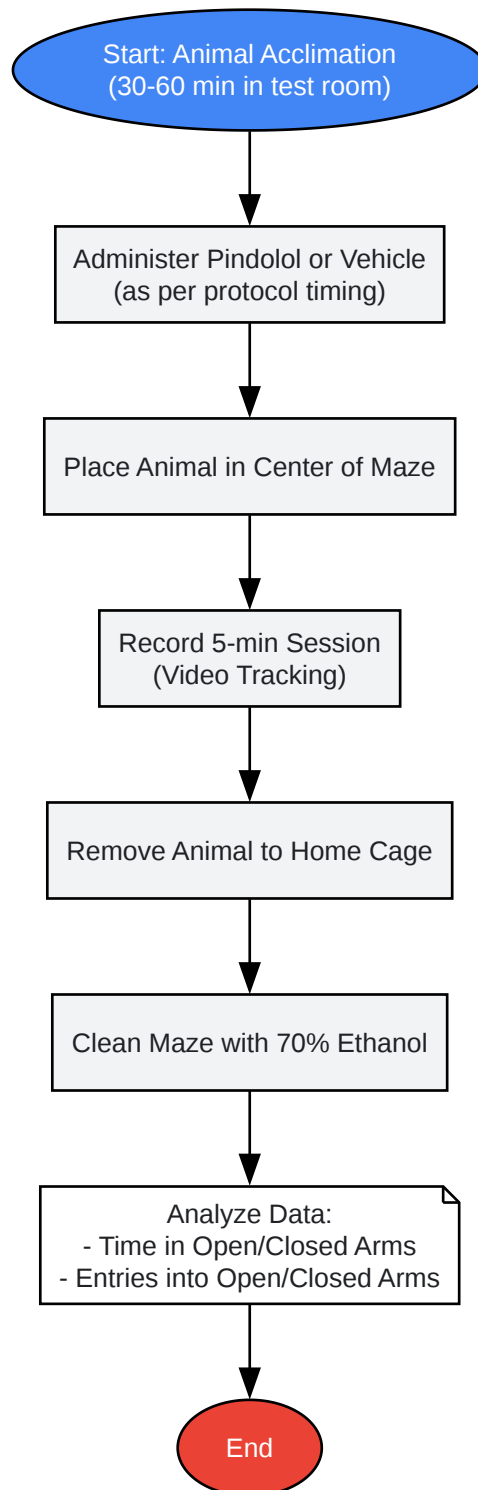 Start: Animal Acclimation
(30-60 min in test room)
Administer Pindolol or Vehicle
(as per protocol timing)
Place Animal in Center of Maze
Record 5-min Session
(Video Tracking)
Remove Animal to Home Cage
Clean Maze with 70% Ethanol
Analyze Data:
- Time in Open/Closed Arms
- Entries into Open/Closed Arms
End